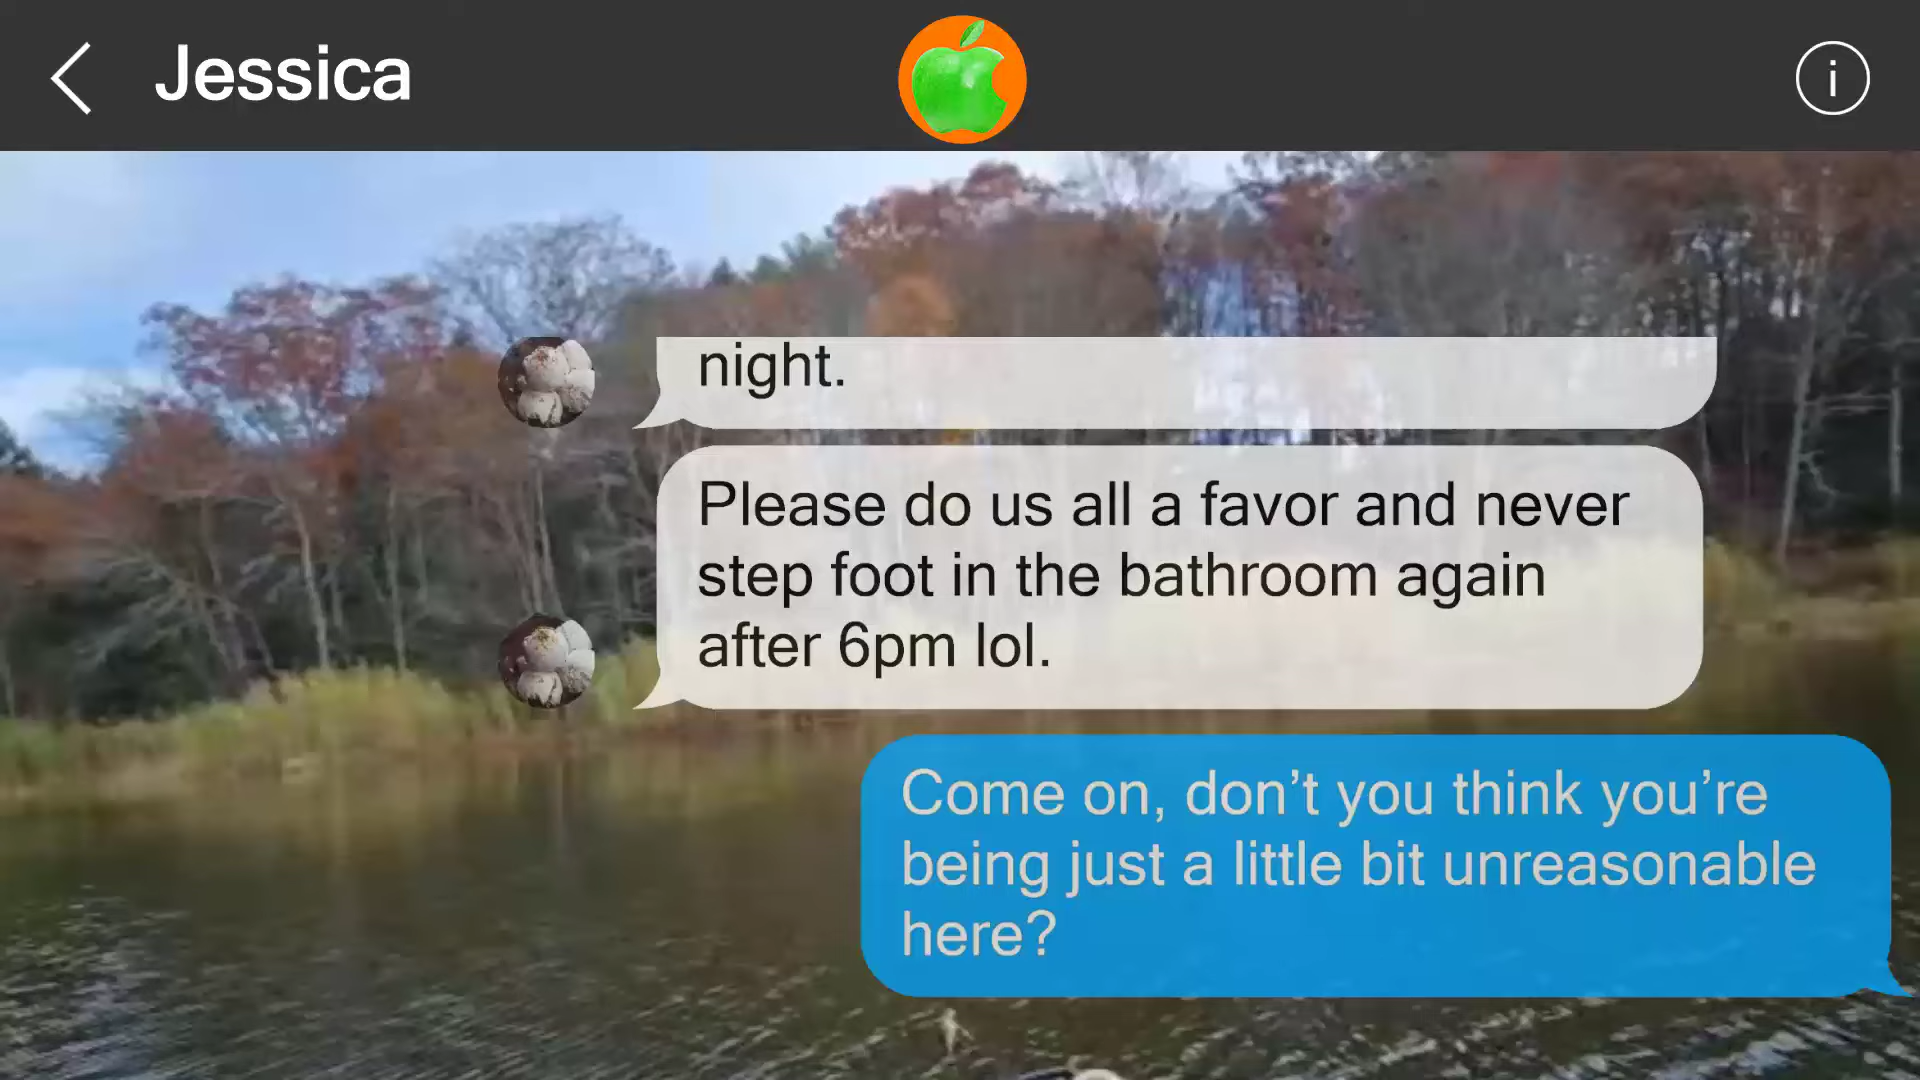 Jessica
i
night.
Please do us all a favor and never
step foot in the bathroom again
after 6pm lol.
Come on, don’t you think you’re
being just a little bit unreasonable
here?